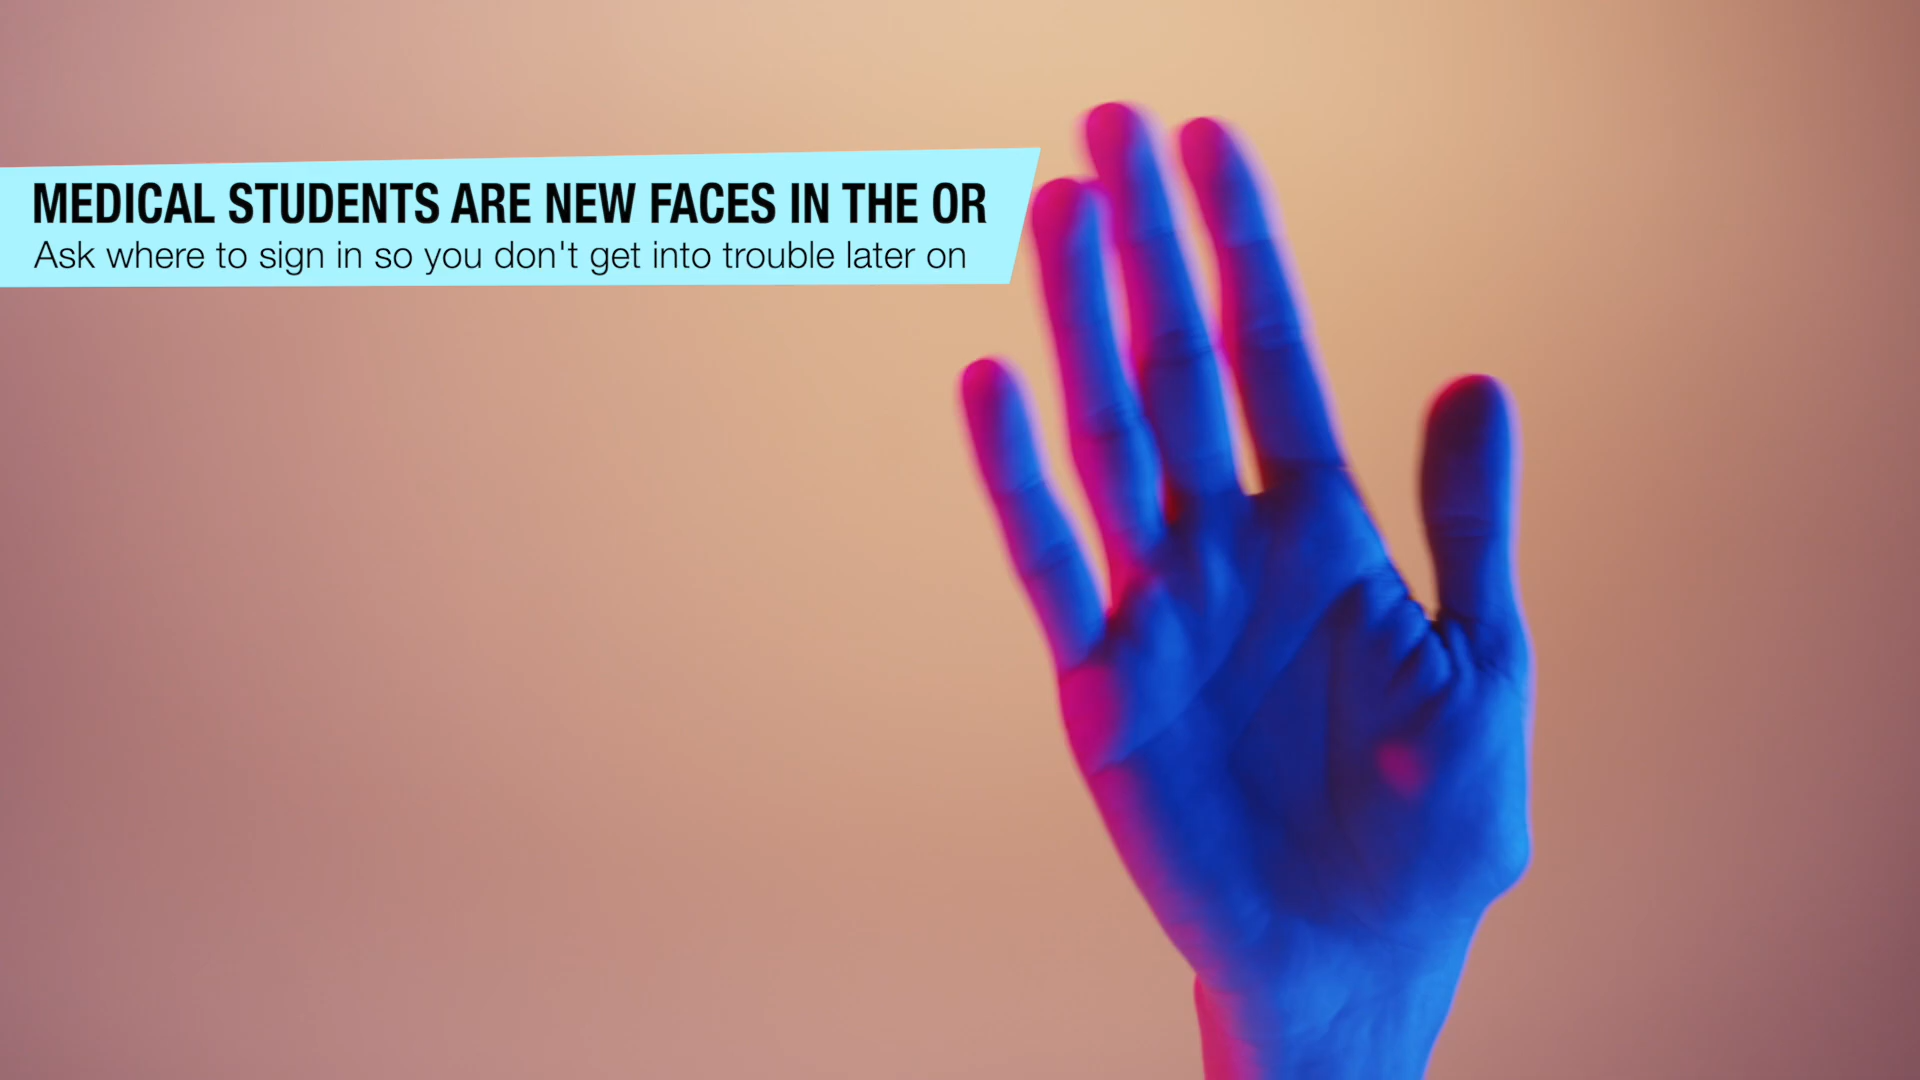 MEDICAL STUDENTS ARE NEW FACES IN THE OR
Ask where to sign in so you don't get into trouble later on